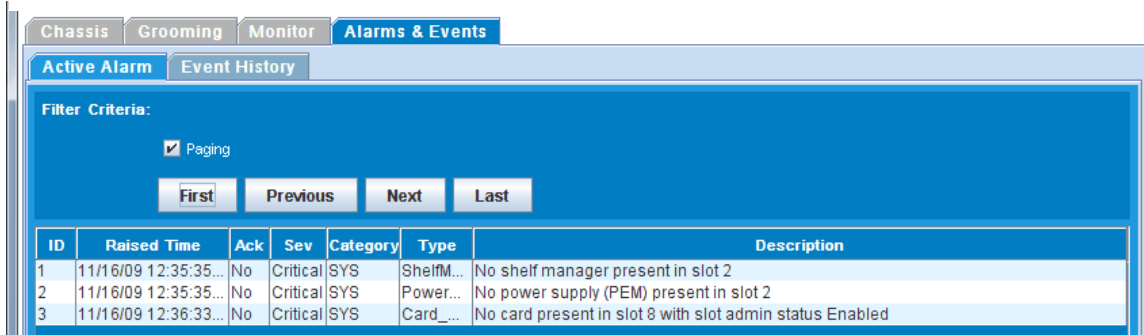 Chassis Grooming Monitor Alarms & Events
Active Alarm Event History
Filter Criteria:
Paging
First Previous Next Last
ID Raised Time Ack Sev Category Type Description
1 11/16/09 12:35:35... No Critical SYS ShelfM... No shelf manager present in slot 2
2 11/16/09 12:35:35... No Critical SYS Power... No power supply (PEM) present in slot 2
3 11/16/09 12:36:33... No Critical SYS Card_... No card present in slot 8 with slot admin status Enabled